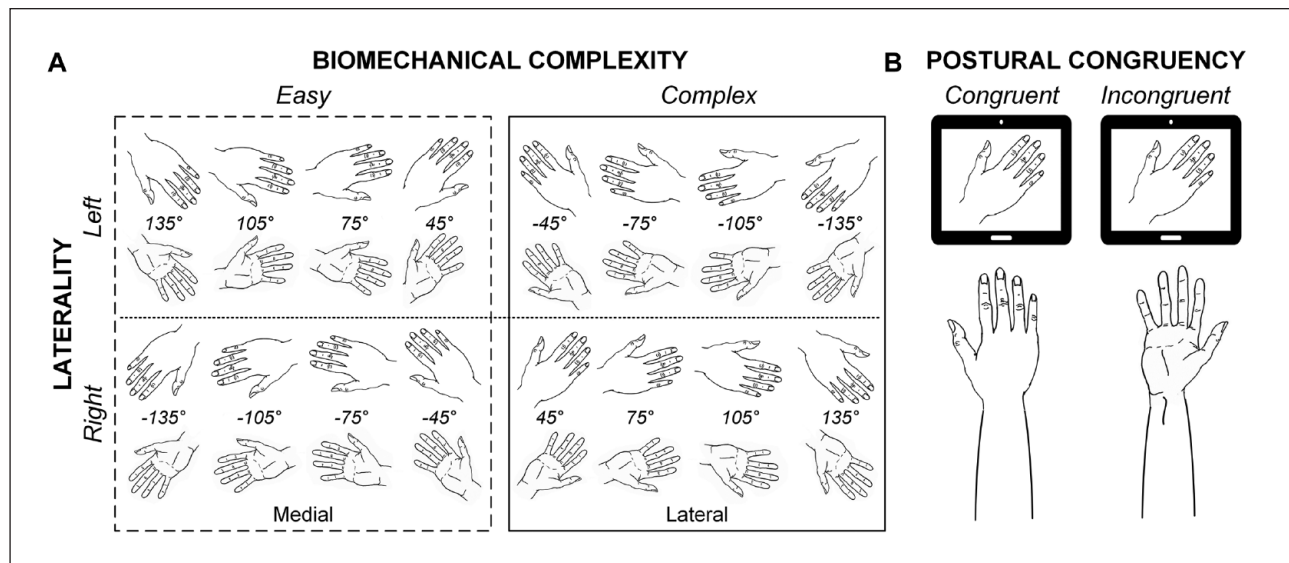 A
BIOMECHANICAL COMPLEXITY
B
POSTURAL CONGRUENCY
Easy
Complex
Congruent
Incongruent
LATERALITY
Left
135° 105° 75° 45°
-45° -75° -105° -135°
Right
-135° -105° -75° -45°
45° 75° 105° 135°
Medial
Lateral